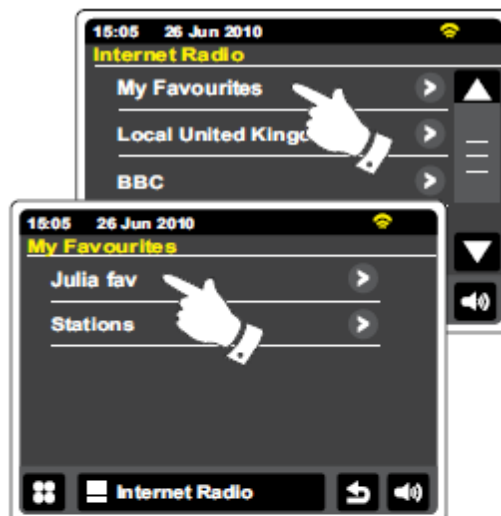 15:05 26 Jun 2010
Internet Radio
My Favourites
Local United
BBC
15:05 26 Jun 2010
My Favourites
Julia fav
Stations
Internet Radio